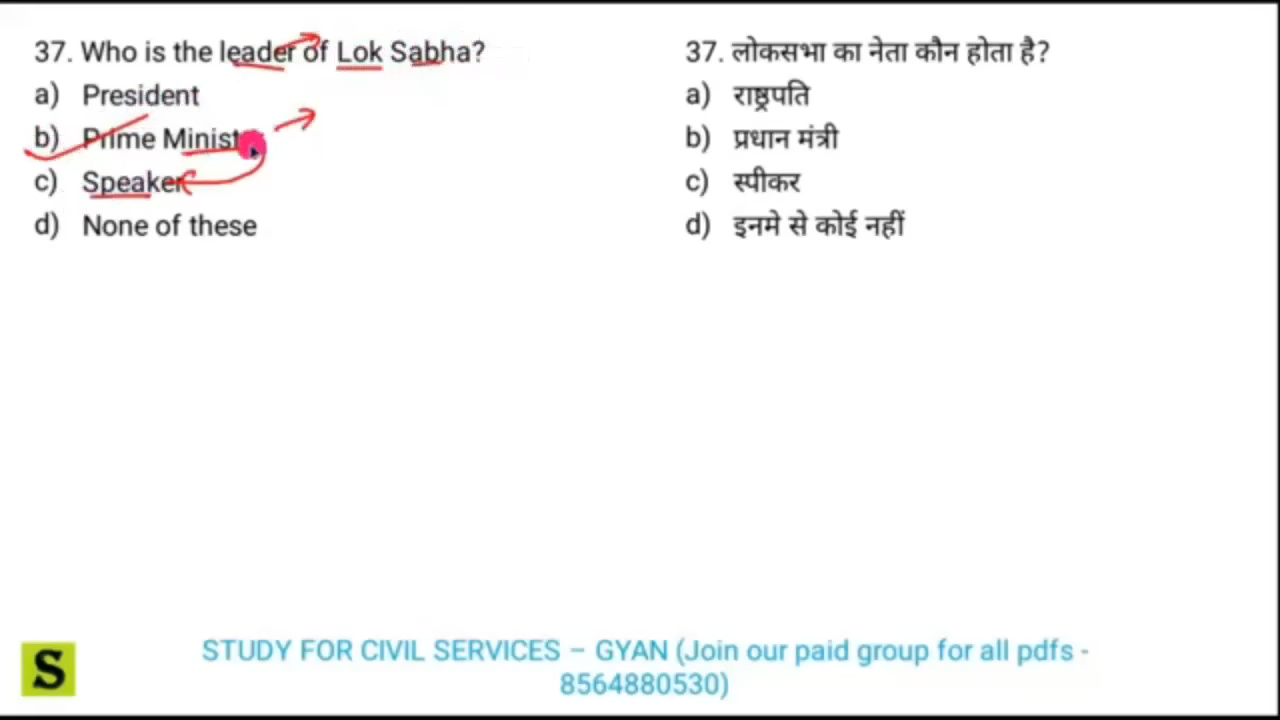 37. Who is the leader of Lok Sabha?
a) President
b) Prime Minist
c) Speaker
d) None of these
37. लोकसभा का नेता कौन होता है?
a) राष्ट्रपति
b) प्रधान मंत्री
c) स्पीकर
d) इनमे से कोई नहीं
S
STUDY FOR CIVIL SERVICES – GYAN (Join our paid group for all pdfs -
8564880530)